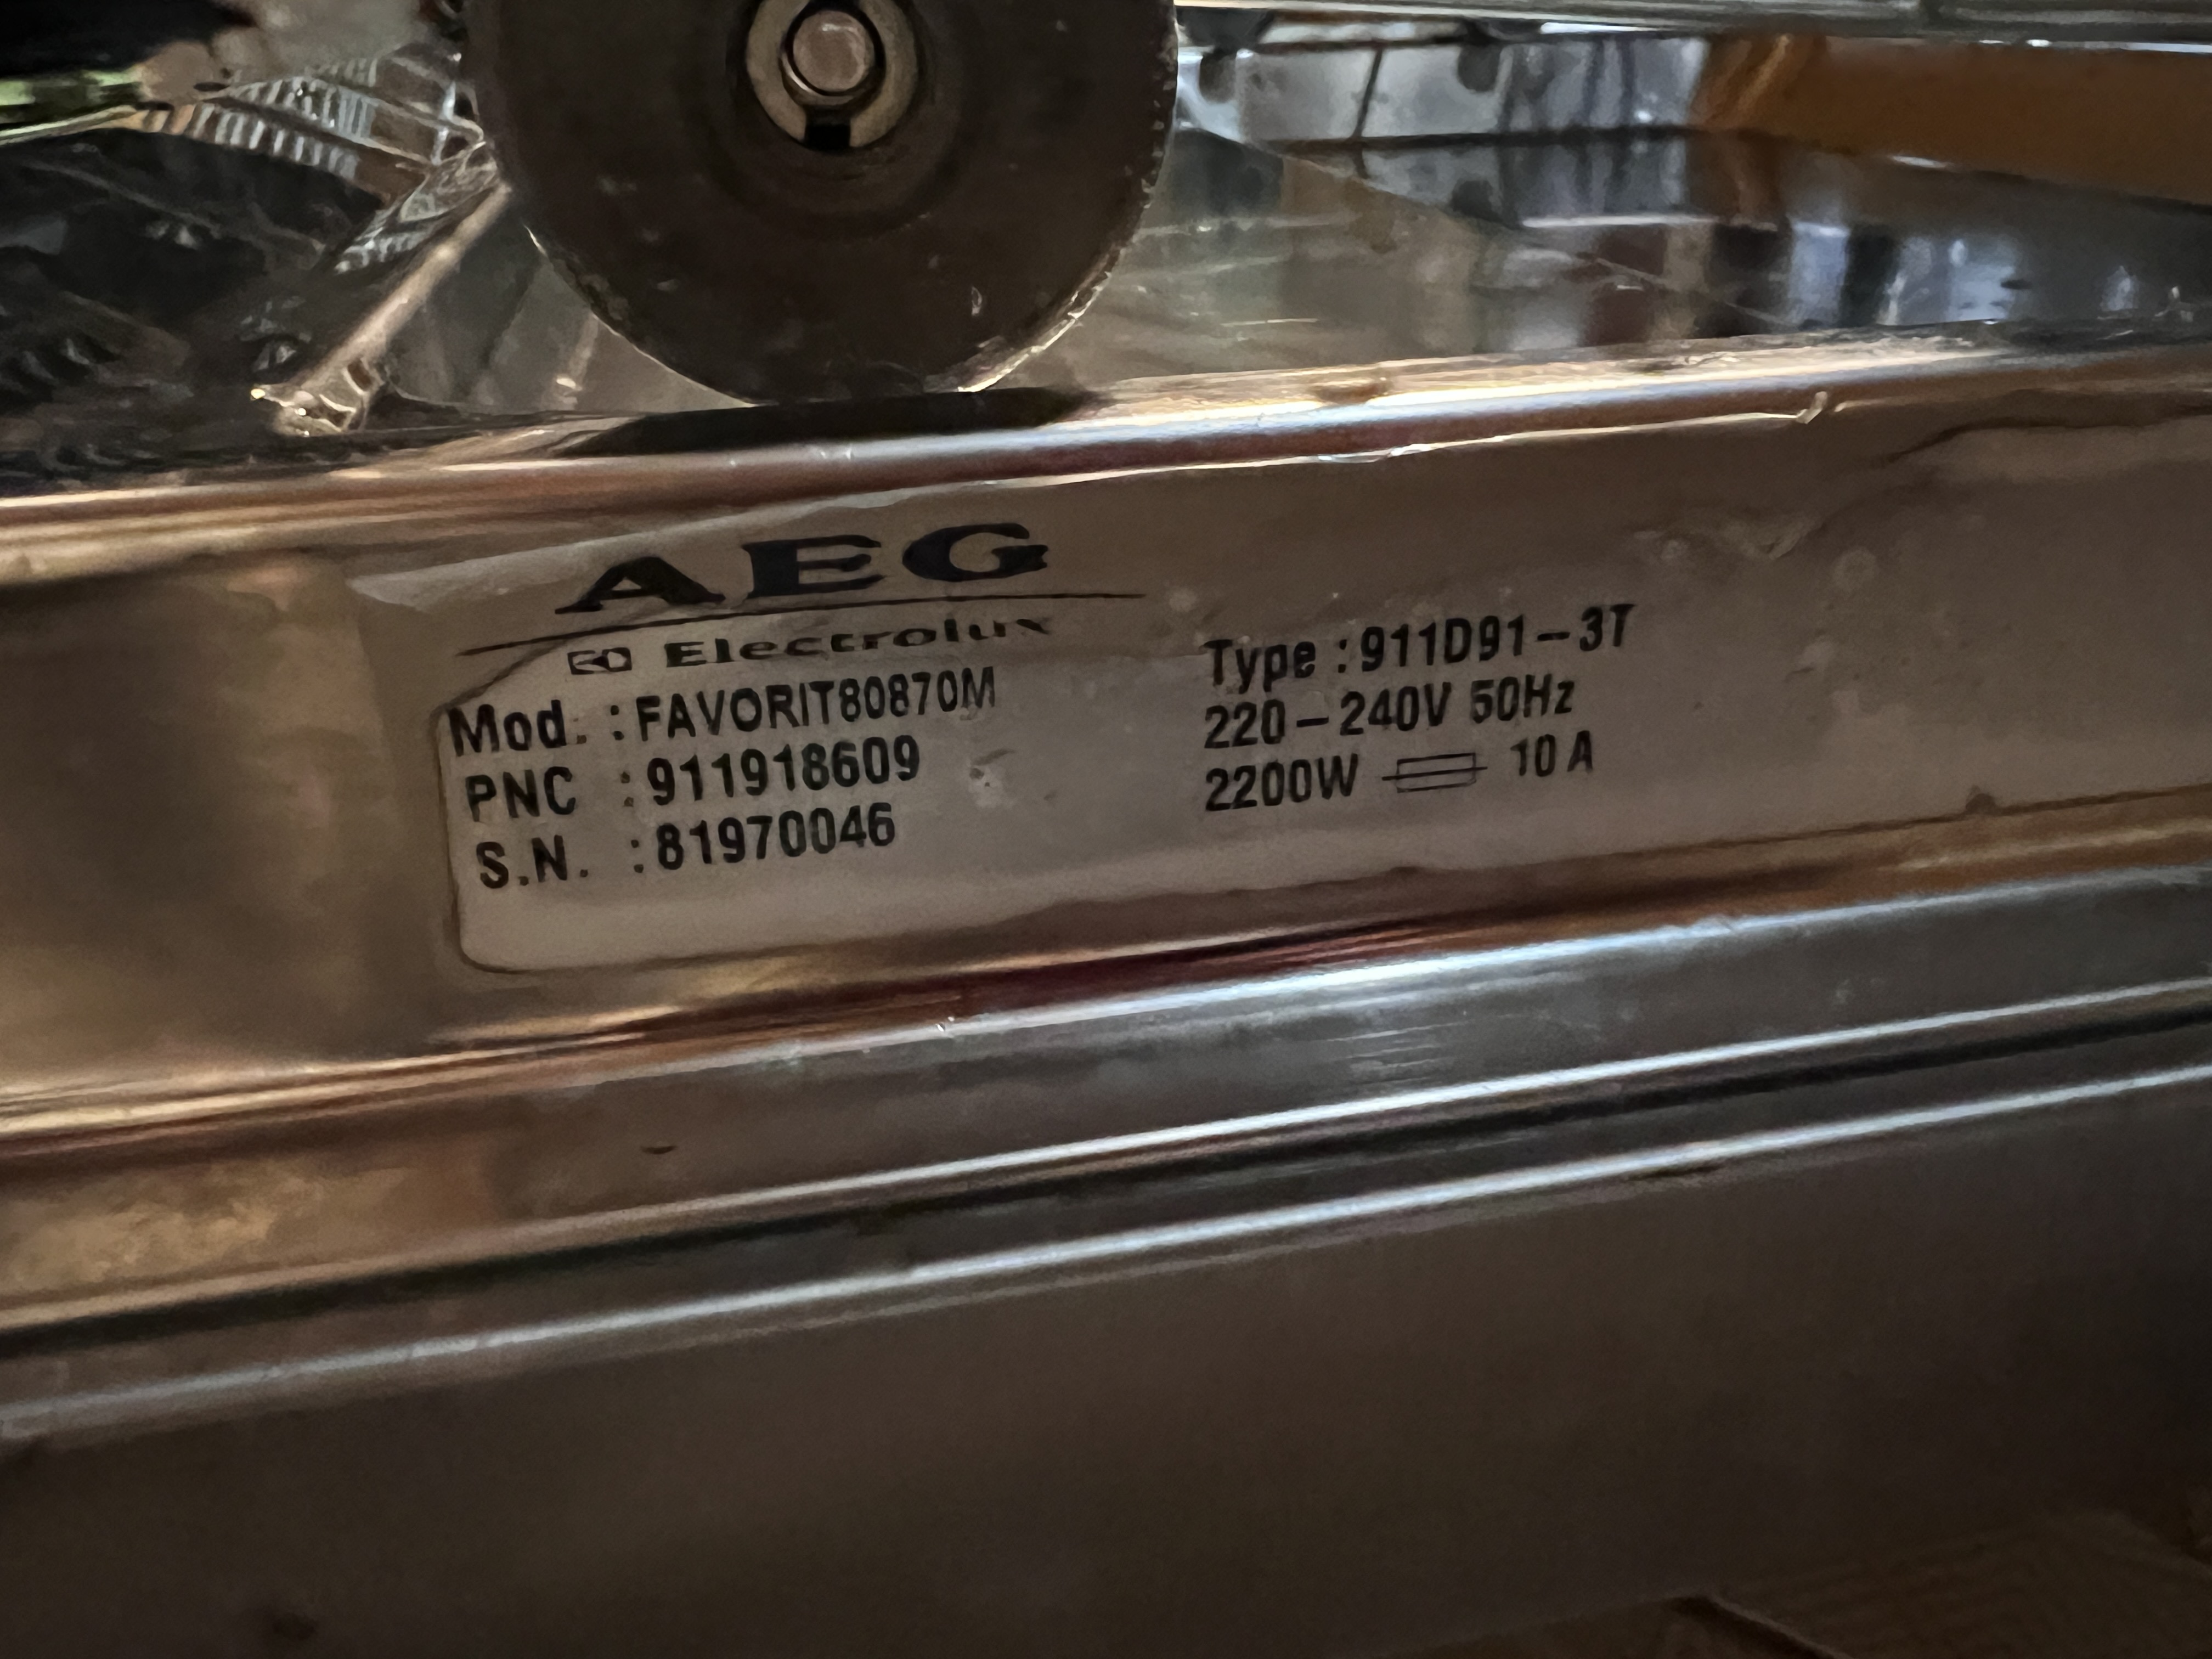 AEG
Electrolux
Mod. : FAVORIT80870M
PNC : 911918609
S.N. : 81970046
Type : 911D91-3T
220-240V 50Hz
2200W 10 A